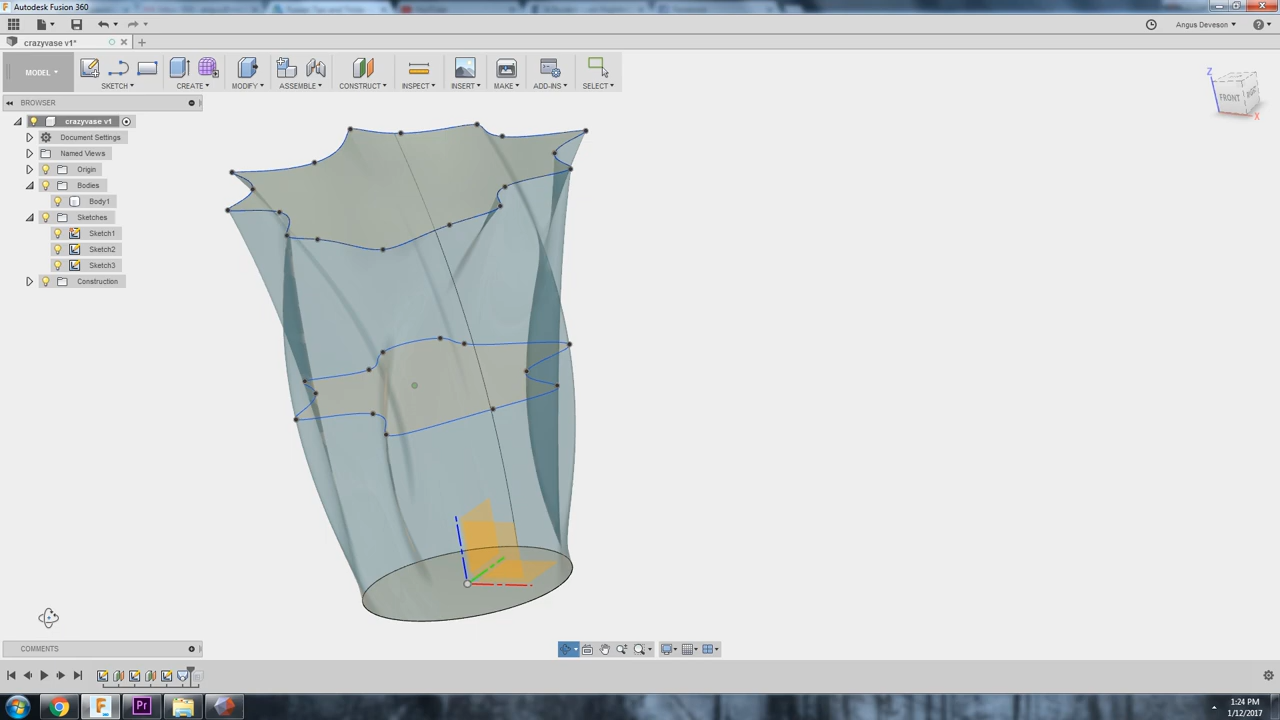 Autodesk Fusion 360
Angus Deveson
crazyvase v1*
MODEL
SKETCH
CREATE
MODIFY
ASSEMBLE
CONSTRUCT
INSPECT
INSERT
MAKE
ADD-INS
SELECT
BROWSER
crazyvase v1
Document Settings
Named Views
Origin
Bodies
Body1
Sketches
Sketch1
Sketch2
Sketch3
Construction
Z
FRONT
X
COMMENTS
Pr
1:24 PM
1/12/2017